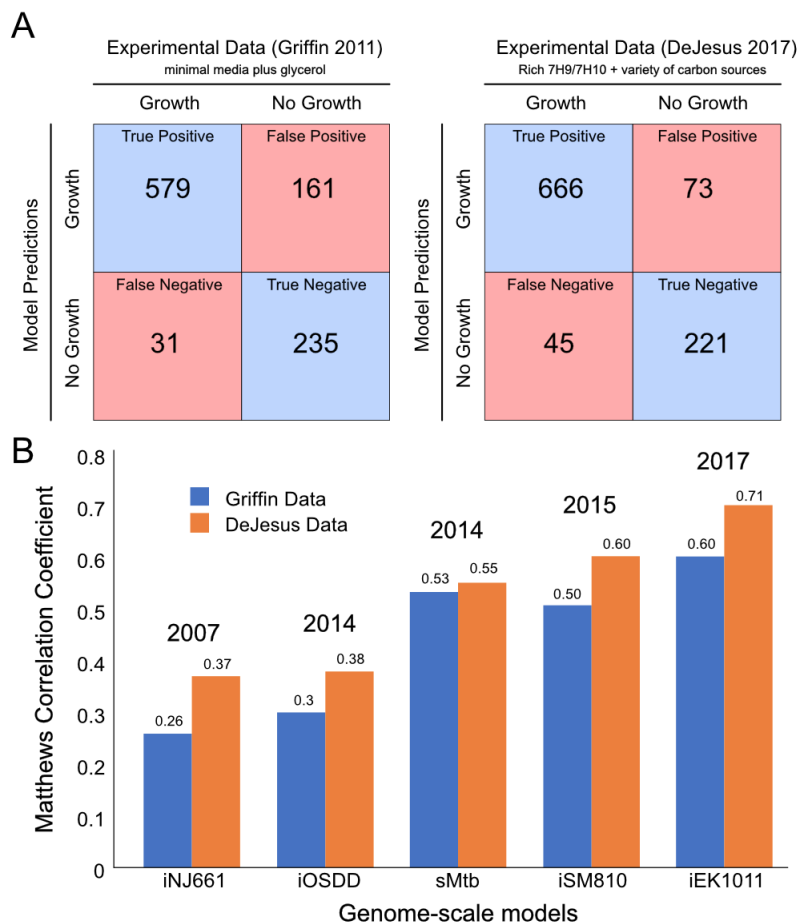 A
Experimental Data (Griffin 2011)
minimal media plus glycerol
Growth
No Growth
Model Predictions
Growth
No Growth
True Positive
579
False Positive
161
False Negative
31
True Negative
235
Experimental Data (DeJesus 2017)
Rich 7H9/7H10 + variety of carbon sources
Growth
No Growth
Model Predictions
Growth
No Growth
True Positive
666
False Positive
73
False Negative
45
True Negative
221
B
Matthews Correlation Coefficient
0.8
0.7
0.6
0.5
0.4
0.3
0.2
0.1
0
Griffin Data
DeJesus Data
2007
0.26
0.37
2014
0.3
0.38
2014
0.53
0.55
2015
0.50
0.60
2017
0.60
0.71
iNJ661
iOSDD
sMtb
iSM810
iEK1011
Genome-scale models